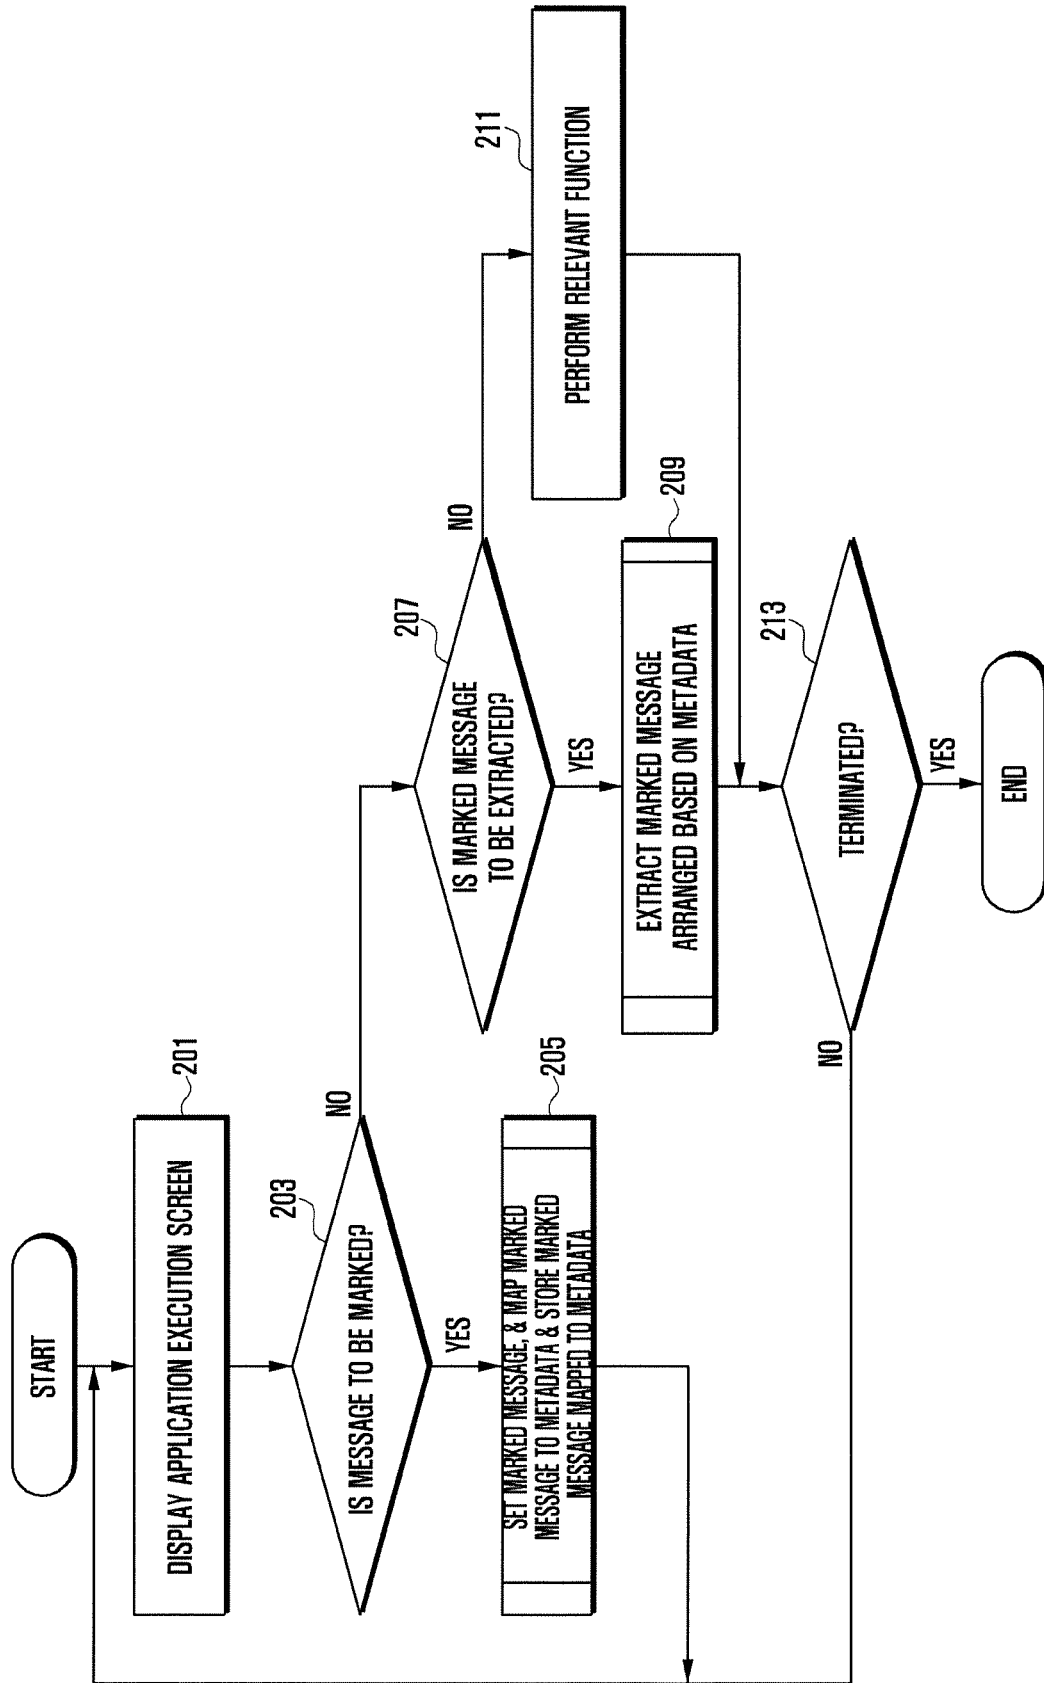 START
201
DISPLAY APPLICATION EXECUTION SCREEN
203
IS MESSAGE TO BE MARKED?
NO
YES
205
SET MARKED MESSAGE, & MAP MARKED
MESSAGE TO METADATA & STORE MARKED
MESSAGE MAPPED TO METADATA
207
IS MARKED MESSAGE
TO BE EXTRACTED?
NO
YES
209
EXTRACT MARKED MESSAGE
ARRANGED BASED ON METADATA
211
PERFORM RELEVANT FUNCTION
213
TERMINATED?
NO
YES
END